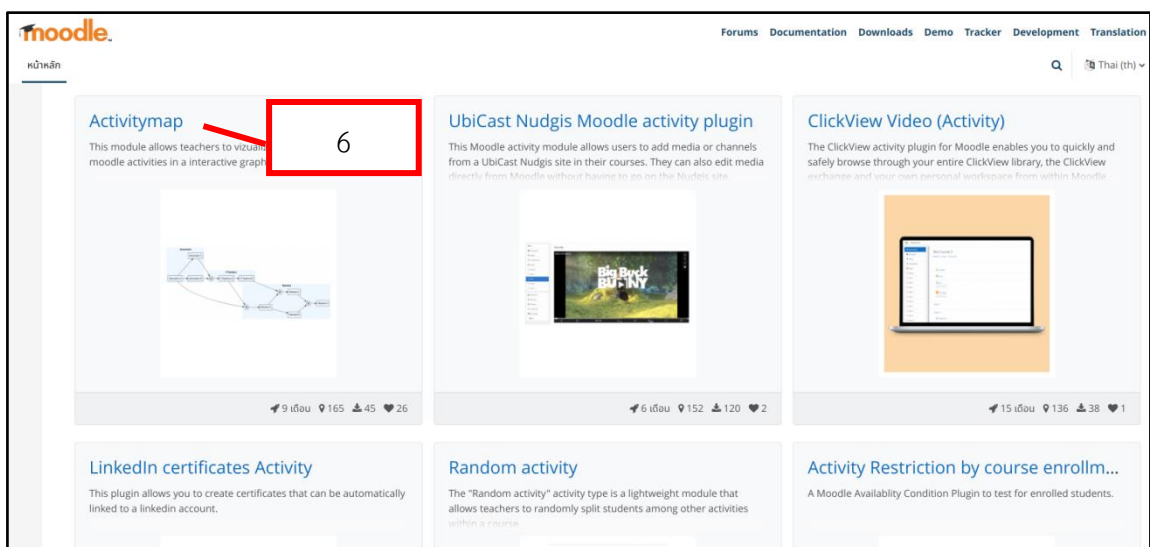 moodle
Forums Documentation Downloads Demo Tracker Development Translation
หน้าหลัก
Thai (th)
Activitymap
6
This module allows teachers to
moodle activities in a interactive
UbiCast Nudgis Moodle activity plugin
This Moodle activity module allows users to add media or channels
from a UbiCast Nudgis site in their courses. They can also edit media
directly from Moodle without having to go on the Nudgis site.
ClickView Video (Activity)
The ClickView activity plugin for Moodle enables you to quickly and
safely browse through your entire ClickView library, the ClickView
exchange and your own personal workspace from within Moodle.
Big Buck
BUNNY
9 เดือน 165 45 26
6 เดือน 152 120 2
15 เดือน 136 38 1
LinkedIn certificates Activity
This plugin allows you to create certificates that can be automatically
linked to a linkedin account.
Random activity
The "Random activity" activity type is a lightweight module that
allows teachers to randomly split students among other activities
within a course.
Activity Restriction by course enrollm...
A Moodle Availablity Condition Plugin to test for enrolled students.